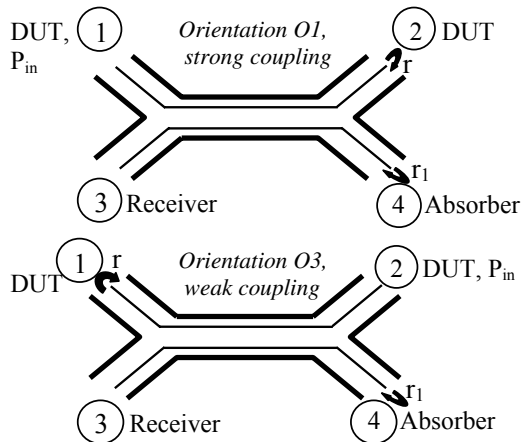 DUT,
P_in
1
Orientation O1,
strong coupling
2
DUT
r
3
Receiver
r_1
4
Absorber
1
r
DUT
Orientation O3,
weak coupling
2
DUT, P_in
3
Receiver
r_1
4
Absorber